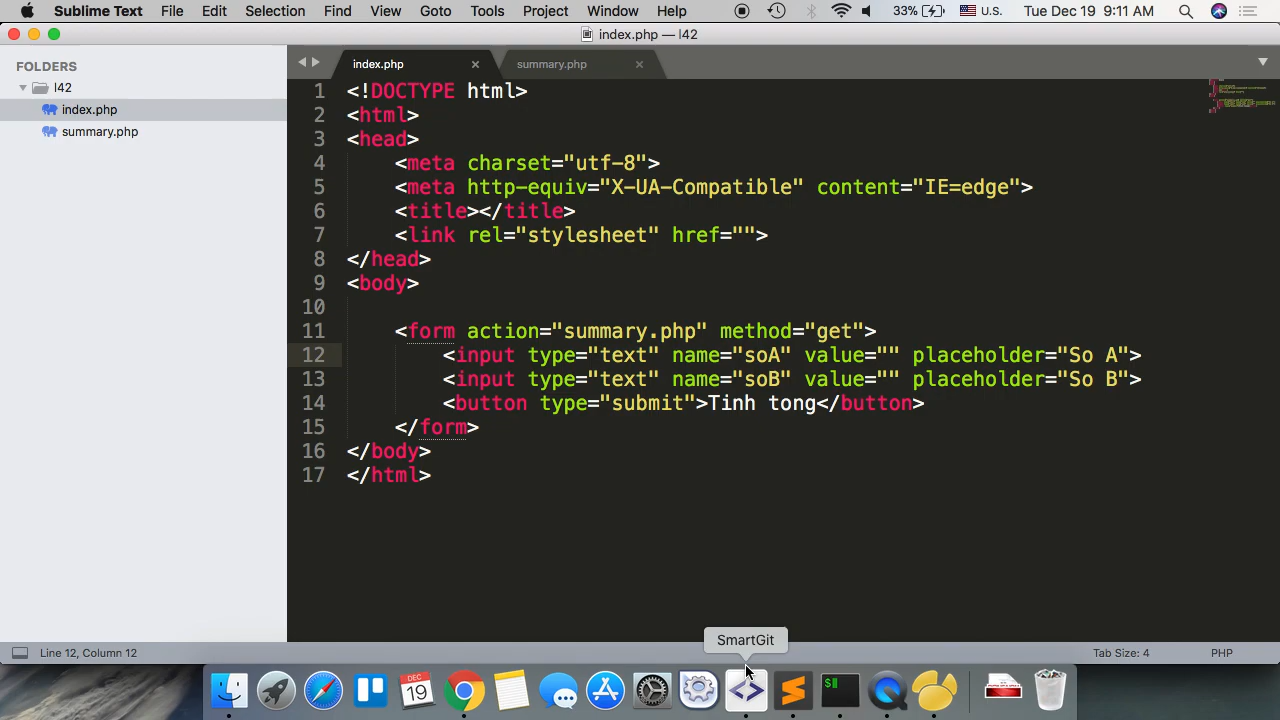 Sublime Text File Edit Selection Find View Goto Tools Project Window Help 33% U.S. Tue Dec 19 9:11 AM
index.php — l42
FOLDERS
l42
index.php
summary.php
index.php × summary.php ×
1 <!DOCTYPE html>
2 <html>
3 <head>
4 <meta charset="utf-8">
5 <meta http-equiv="X-UA-Compatible" content="IE=edge">
6 <title></title>
7 <link rel="stylesheet" href="">
8 </head>
9 <body>
10
11 <form action="summary.php" method="get">
12 <input type="text" name="soA" value="" placeholder="So A">
13 <input type="text" name="soB" value="" placeholder="So B">
14 <button type="submit">Tinh tong</button>
15 </form>
16 </body>
17 </html>
SmartGit
Line 12, Column 12 Tab Size: 4 PHP
DEC
19
$